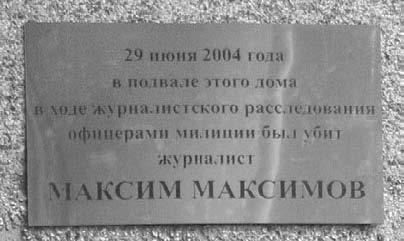 29 июня 2004 года
в подвале этого дома
в ходе журналистского расследования
офицерами милиции был убит
журналист
МАКСИМ МАКСИМОВ